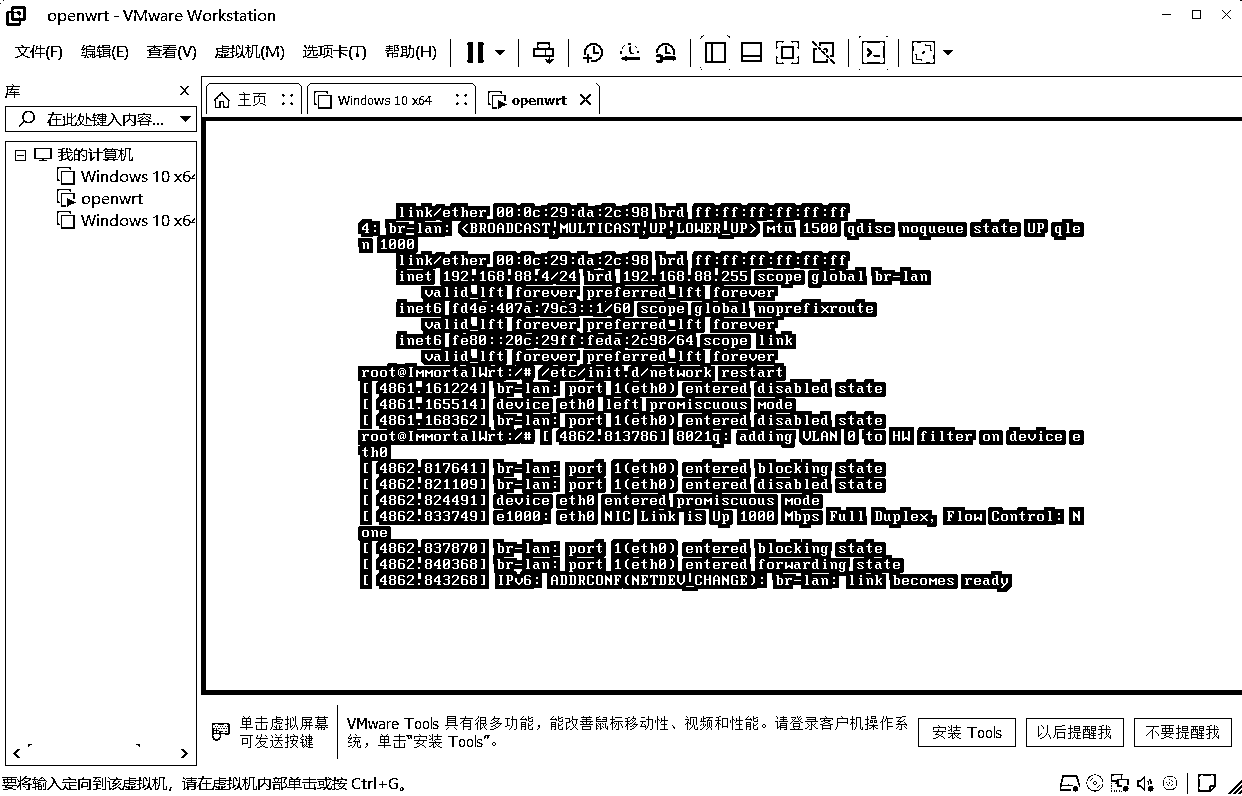 openwrt - VMware Workstation
文件(F) 编辑(E) 查看(V) 虚拟机(M) 选项卡(T) 帮助(H)
库
主页 Windows 10 x64 openwrt
在此处键入内容...
我的计算机
Windows 10 x64
openwrt
Windows 10 x64
link/ether 00:0c:29:da:2c:98 brd ff:ff:ff:ff:ff:ff
4: br-lan: <BROADCAST,MULTICAST,UP,LOWER_UP> mtu 1500 qdisc noqueue state UP qle
n 1000
link/ether 00:0c:29:da:2c:98 brd ff:ff:ff:ff:ff:ff
inet 192.168.88.4/24 brd 192.168.88.255 scope global br-lan
valid_lft forever preferred_lft forever
inet6 fd4e:407a:79c3::1/60 scope global noprefixroute
valid_lft forever preferred_lft forever
inet6 fe80::20c:29ff:feda:2c98/64 scope link
valid_lft forever preferred_lft forever
root@ImmortalWrt:/# /etc/init.d/network restart
[ 4861.161224] br-lan: port 1(eth0) entered disabled state
[ 4861.165514] device eth0 left promiscuous mode
[ 4861.168362] br-lan: port 1(eth0) entered disabled state
root@ImmortalWrt:/# [ 4862.813786] 8021q: adding VLAN 0 to HW filter on device e
th0
[ 4862.817641] br-lan: port 1(eth0) entered blocking state
[ 4862.821109] br-lan: port 1(eth0) entered disabled state
[ 4862.824491] device eth0 entered promiscuous mode
[ 4862.833749] e1000: eth0 NIC Link is Up 1000 Mbps Full Duplex, Flow Control: N
one
[ 4862.837870] br-lan: port 1(eth0) entered blocking state
[ 4862.840368] br-lan: port 1(eth0) entered forwarding state
[ 4862.843268] IPv6: ADDRCONF(NETDEV_CHANGE): br-lan: link becomes ready
单击虚拟屏幕
可发送按键
VMware Tools 具有很多功能，能改善鼠标移动性、视频和性能。请登录客户机操作系
统，单击“安装 Tools”。
安装 Tools 以后提醒我 不要提醒我
要将输入定向到该虚拟机，请在虚拟机内部单击或按 Ctrl+G。